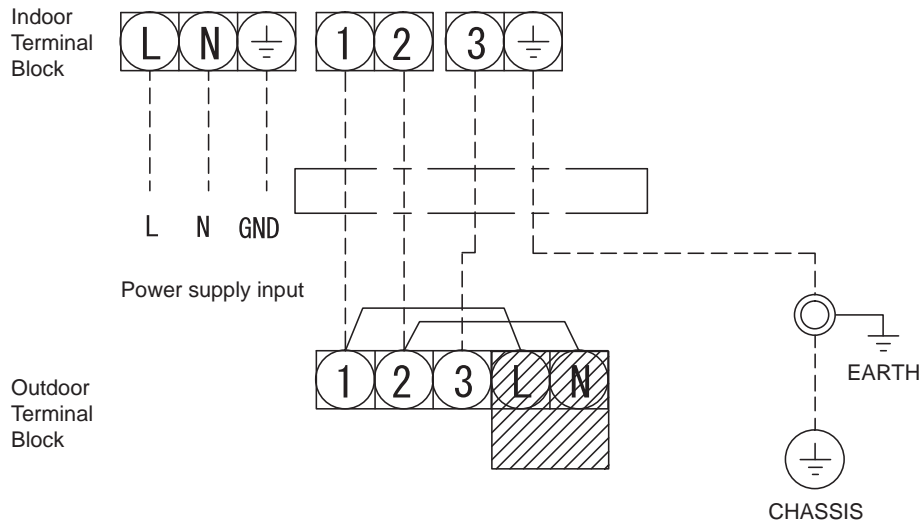 Indoor
Terminal
Block
L N 1 2 3
L N GND
Power supply input
Outdoor
Terminal
Block
1 2 3 L N
EARTH
CHASSIS